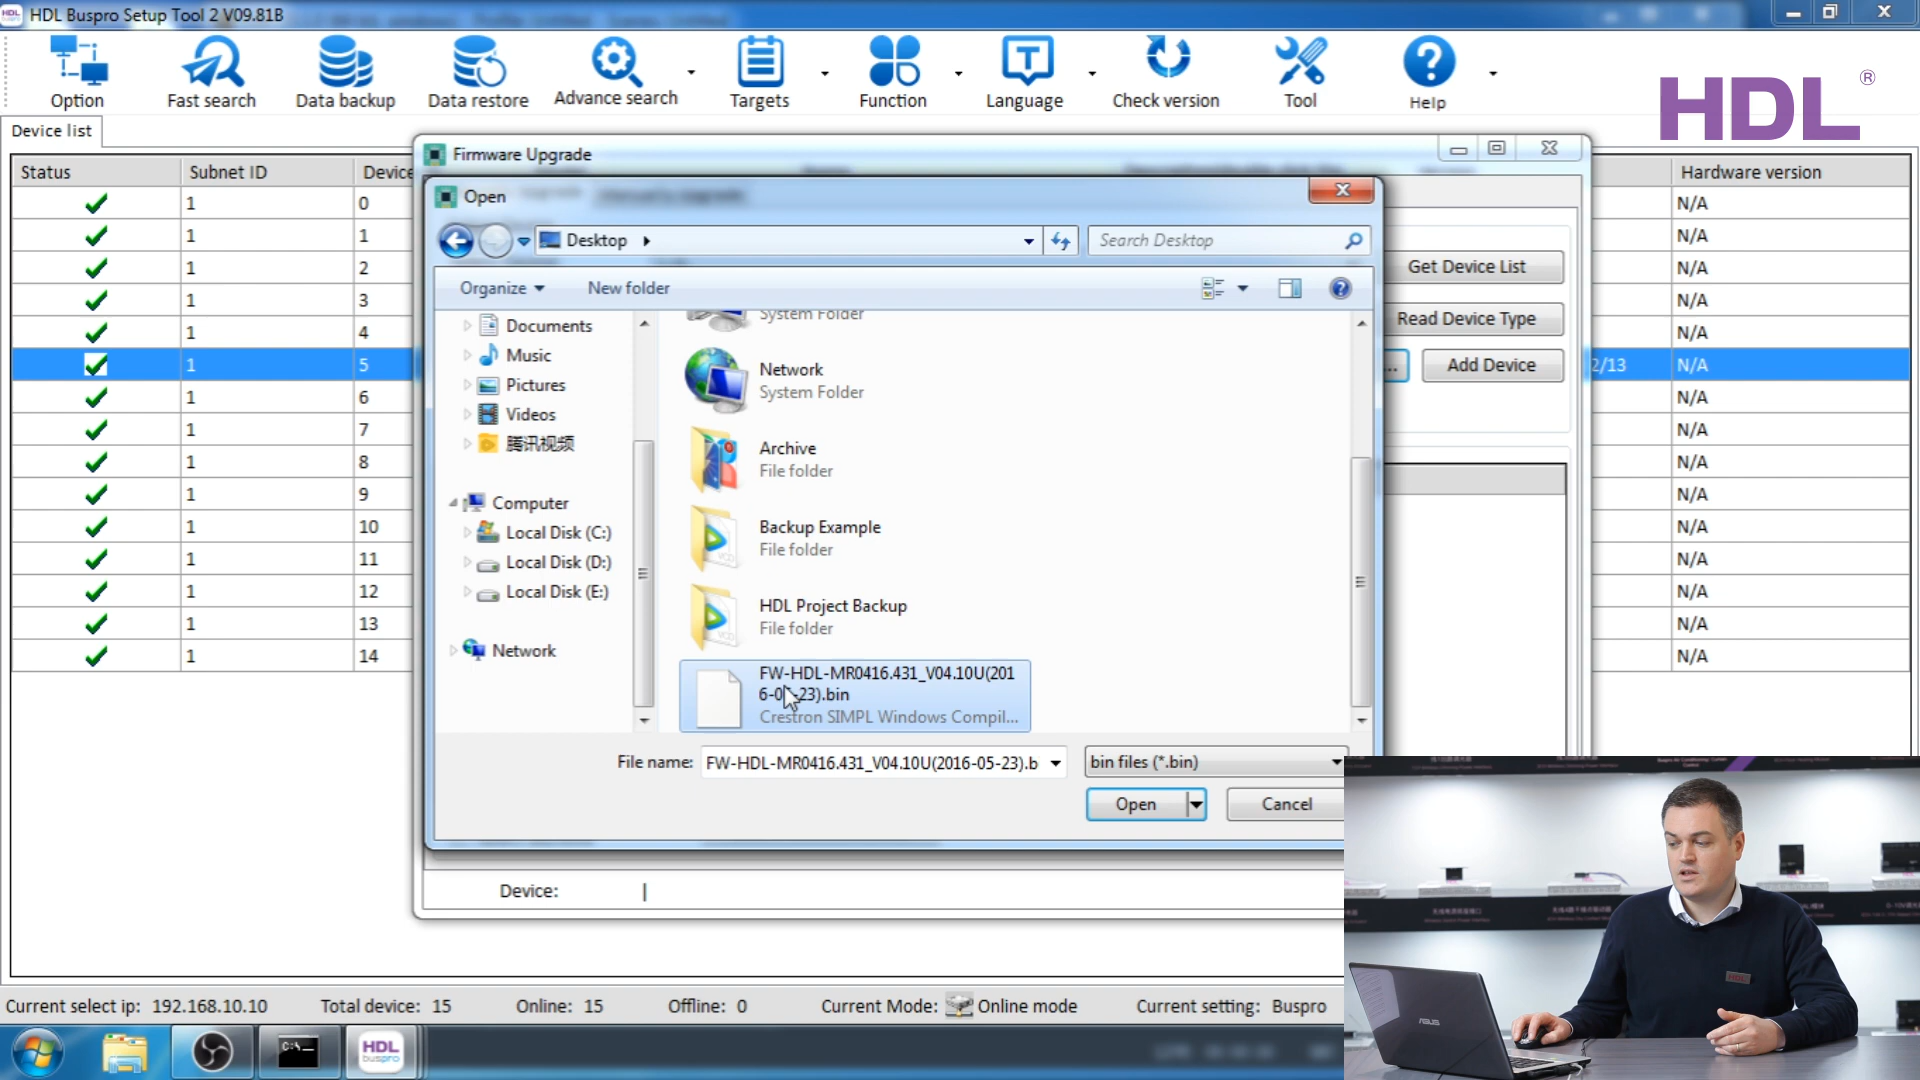 HDL Buspro Setup Tool 2 V09.81B
Option
Fast search
Data backup
Data restore
Advance search
Targets
Function
Language
Check version
Tool
Help
HDL®
Device list
Status
Subnet ID
Device
Hardware version
1 0 N/A
1 1 N/A
1 2 N/A
1 3 N/A
1 4 N/A
1 5 2/13 N/A
1 6 N/A
1 7 N/A
1 8 N/A
1 9 N/A
1 10 N/A
1 11 N/A
1 12 N/A
1 13 N/A
1 14 N/A
Firmware Upgrade
Get Device List
Read Device Type
...
Add Device
Open
Desktop
Search Desktop
Organize
New folder
Documents
Music
Pictures
Videos
腾讯视频
Computer
Local Disk (C:)
Local Disk (D:)
Local Disk (E:)
Network
System Folder
Network
System Folder
Archive
File folder
Backup Example
File folder
HDL Project Backup
File folder
FW-HDL-MR0416.431_V04.10U(201
Crestron SIMPL Windows Compil...
File name: FW-HDL-MR0416.431_V04.10U(2016-05-23).b
bin files (*.bin)
Open
Cancel
Device:
Current select ip: 192.168.10.10
Total device: 15
Online: 15
Offline: 0
Current Mode: Online mode
Current setting: Buspro
C:\_
HDL
buspro
HDL
ASUS